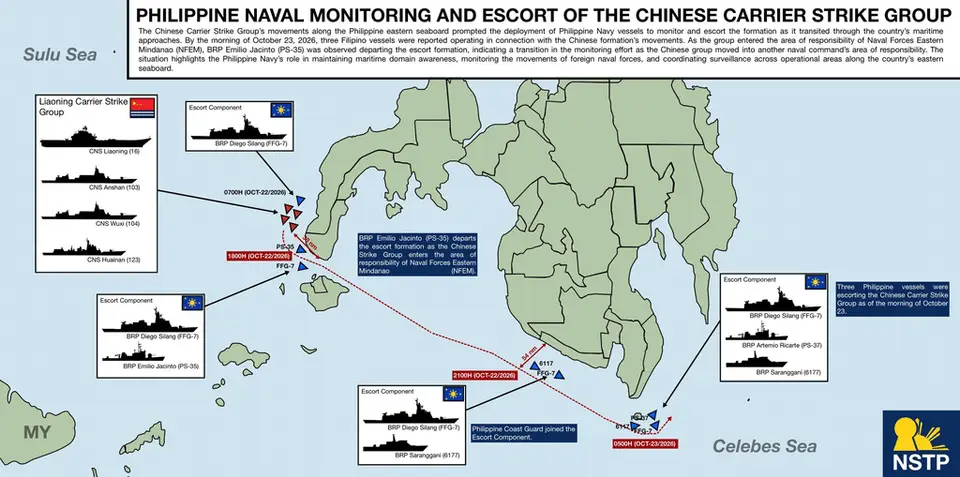 PHILIPPINE NAVAL MONITORING AND ESCORT OF THE CHINESE CARRIER STRIKE GROUP
The Chinese Carrier Strike Group's movements along the Philippine eastern seaboard prompted the deployment of Philippine Navy vessels to monitor and escort the formation as it transited through the country's maritime
approaches. By the morning of October 23, 2026, three Filipino vessels were reported operating in connection with the Chinese formation's movements. As the group entered the area of responsibility of Naval Forces Eastern
Mindanao (NFEM), BRP Emilio Jacinto (PS-35) was observed departing the escort formation, indicating a transition in the monitoring effort as the Chinese group moved into another naval command's area of responsibility. The
situation highlights the Philippine Navy's role in maintaining maritime domain awareness, monitoring the movements of foreign naval forces, and coordinating surveillance across operational areas along the country's eastern
seaboard.
Sulu Sea
Liaoning Carrier Strike
Group
CNS Liaoning (16)
CNS Anshan (103)
CNS Wuxi (104)
CNS Huainan (123)
Escort Component
BRP Diego Silang (FFG-7)
0700H (OCT-22/2026)
PS-35
30 nm
1800H (OCT-22/2026)
FFG-7
BRP Emilio Jacinto (PS-35) departs
the escort formation as the Chinese
Strike Group enters the area of
responsibility of Naval Forces Eastern
Mindanao (NFEM).
Escort Component
BRP Diego Silang (FFG-7)
BRP Emilio Jacinto (PS-35)
Escort Component
BRP Diego Silang (FFG-7)
BRP Artemio Ricarte (PS-37)
BRP Saranggani (6177)
Three Philippine vessels were
escorting the Chinese Carrier Strike
Group as of the morning of October
23.
54 nm
6117
FFG-7
2100H (OCT-22/2026)
Escort Component
BRP Diego Silang (FFG-7)
BRP Saranggani (6177)
Philippine Coast Guard joined the
Escort Component.
PS-37
6117
FFG-7
0500H (OCT-23/2026)
MY
Celebes Sea
NSTP